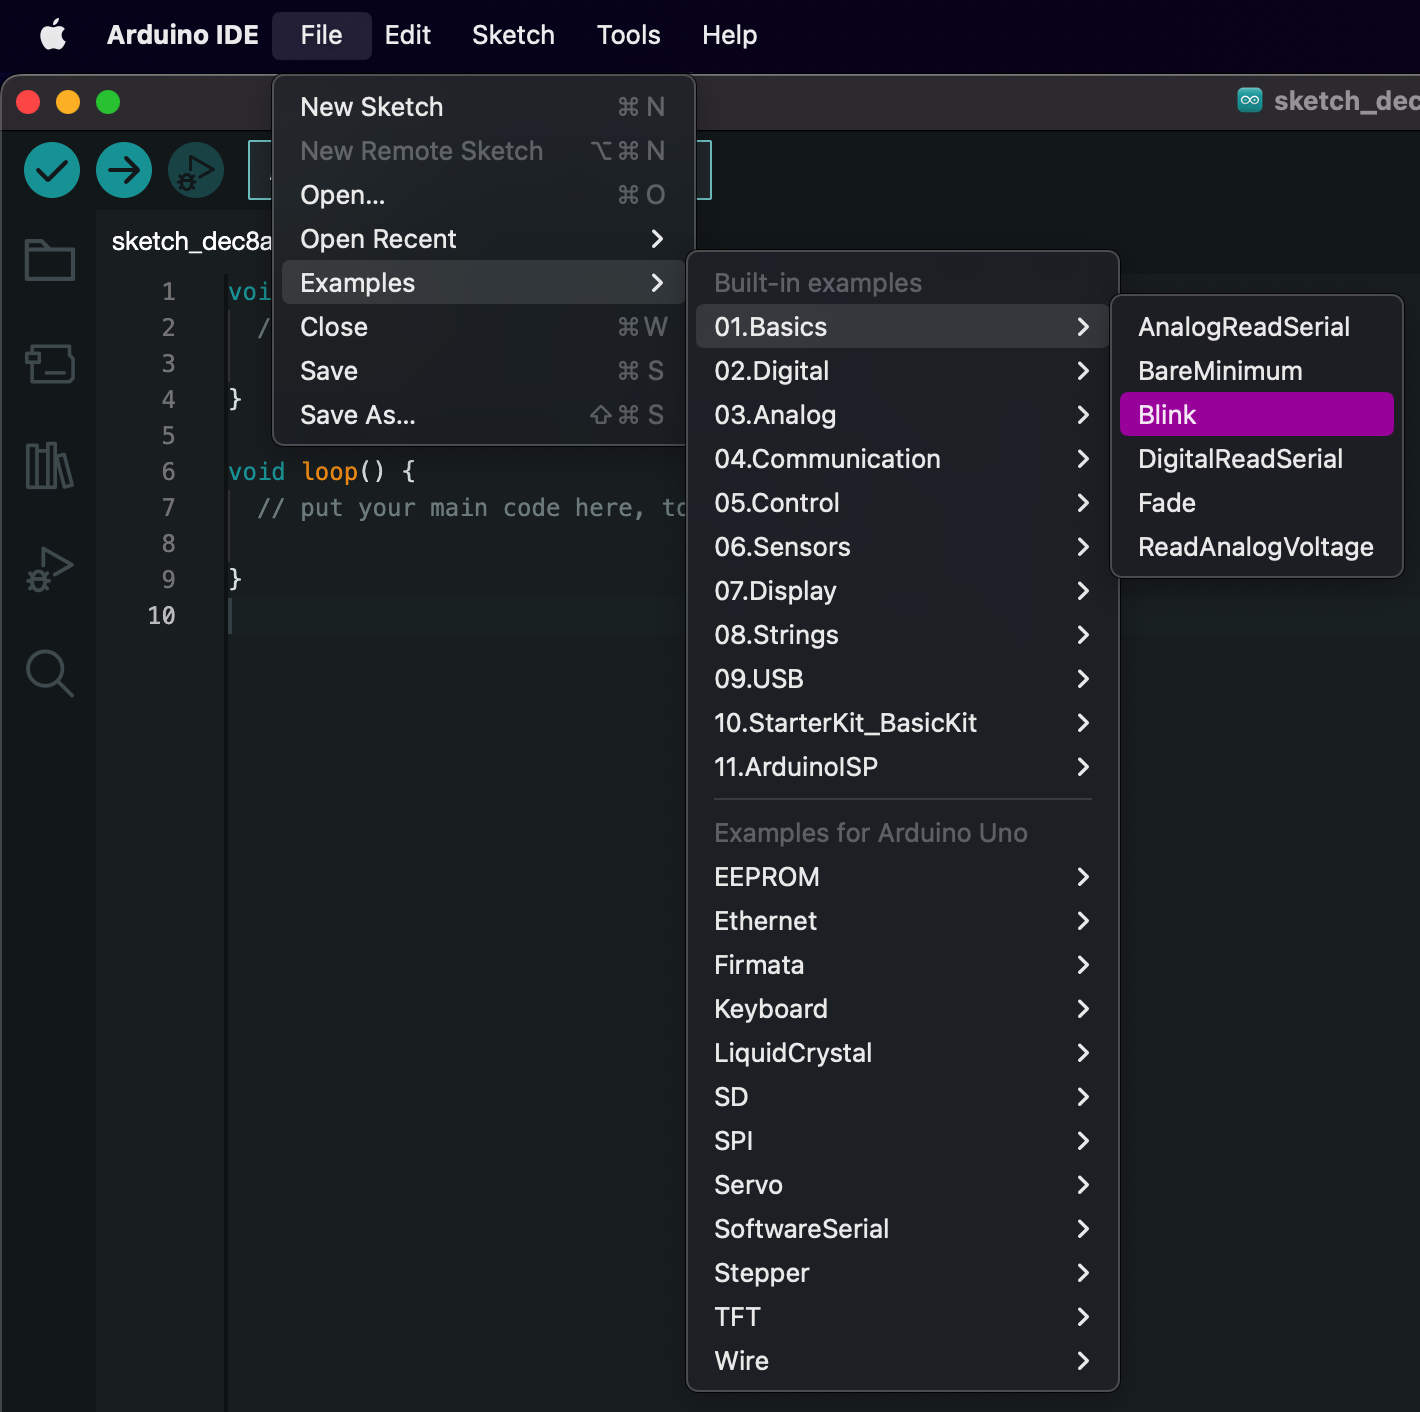 Arduino IDE File Edit Sketch Tools Help
sketch_dec
New Sketch ⌘ N
New Remote Sketch ⌥ ⌘ N
Open... ⌘ O
Open Recent
Examples
Close ⌘ W
Save ⌘ S
Save As... ⇧ ⌘ S
sketch_dec8a
1 voi
2 /
3
4 }
5
6 void loop() {
7 // put your main code here, to
8
9 }
10
Built-in examples
01.Basics
02.Digital
03.Analog
04.Communication
05.Control
06.Sensors
07.Display
08.Strings
09.USB
10.StarterKit_BasicKit
11.ArduinoISP
Examples for Arduino Uno
EEPROM
Ethernet
Firmata
Keyboard
LiquidCrystal
SD
SPI
Servo
SoftwareSerial
Stepper
TFT
Wire
AnalogReadSerial
BareMinimum
Blink
DigitalReadSerial
Fade
ReadAnalogVoltage